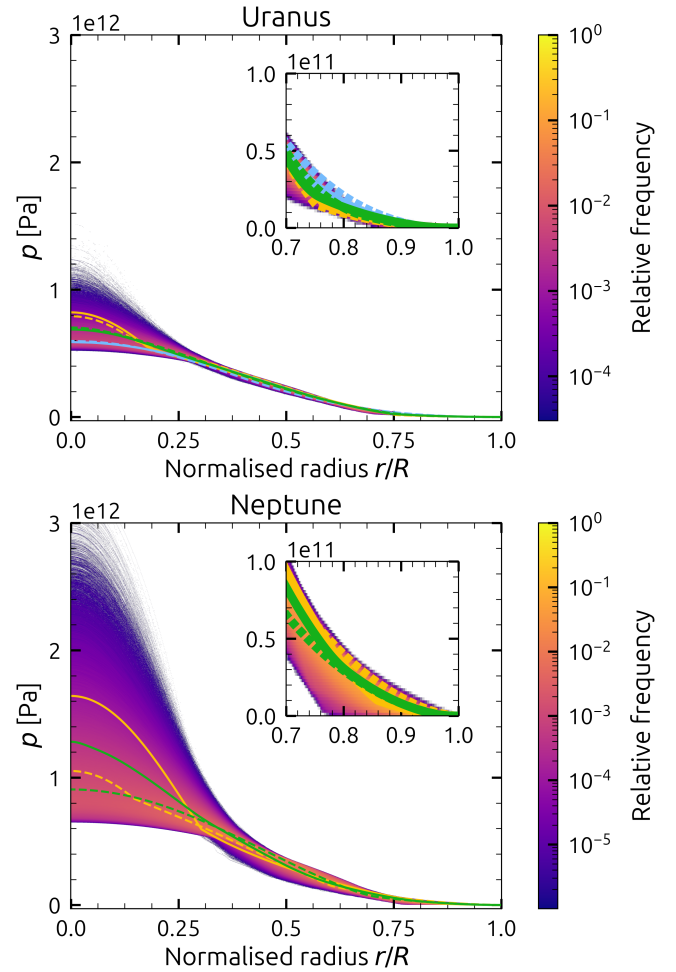 Uranus
1e12
3
2
1
0
p [Pa]
0.0 0.25 0.5 0.75 1.0
Normalised radius r/R
1e11
1.0
0.5
0.0
0.7 0.8 0.9 1.0
10⁰
10⁻¹
10⁻²
10⁻³
10⁻⁴
Relative frequency
Neptune
1e12
3
2
1
0
p [Pa]
0.0 0.25 0.5 0.75 1.0
Normalised radius r/R
1e11
1.0
0.5
0.0
0.7 0.8 0.9 1.0
10⁰
10⁻¹
10⁻²
10⁻³
10⁻⁴
10⁻⁵
Relative frequency